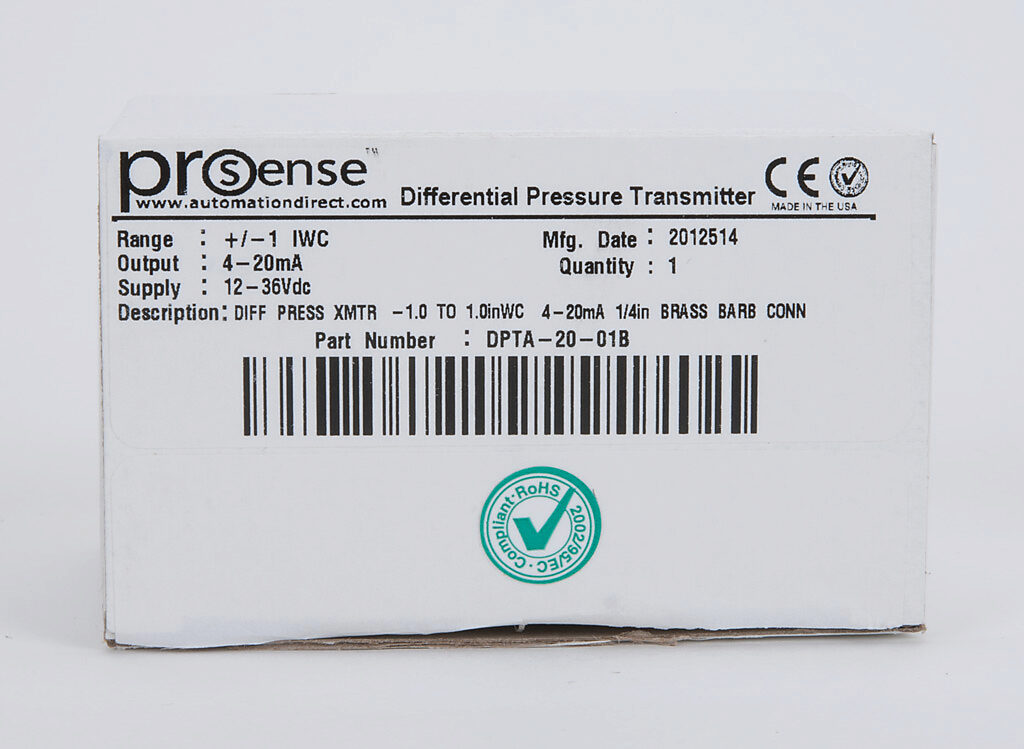 prosense™
www.automationdirect.com Differential Pressure Transmitter CE
MADE IN THE USA
Range : +/-1 IWC Mfg. Date : 2012514
Output : 4-20mA Quantity : 1
Supply : 12-36Vdc
Description: DIFF PRESS XMTR -1.0 TO 1.0inWC 4-20mA 1/4in BRASS BARB CONN
Part Number : DPTA-20-01B
Compliant·RoHS 2002/95/EC·